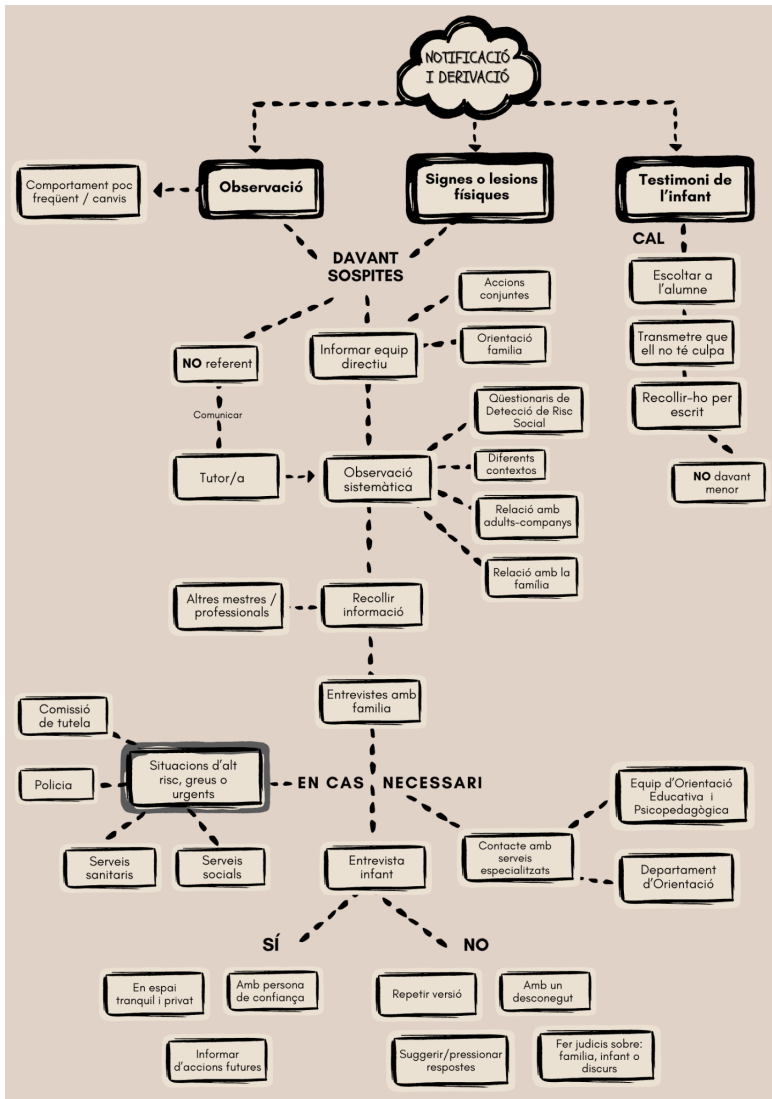 NOTIFICACIÓ
I DERIVACIÓ
Comportament poc
freqüent / canvis
Observació
Signes o lesions
físiques
Testimoni de
l'infant
CAL
DAVANT
SOSPITES
Escoltar a
l'alumne
Accions
conjuntes
NO referent
Informar equip
directiu
Orientació
familia
Transmetre que
ell no té culpa
Comunicar
Recollir-ho per
escrit
Qüestionaris de
Detecció de Risc
Social
Tutor/a
Observació
sistemàtica
Diferents
contextos
NO davant
menor
Relació amb
adults-companys
Relació amb la
família
Altres mestres /
professionals
Recollir
informació
Entrevistes amb
familia
Comissió
de tutela
Situacions d'alt
risc, greus o
urgents
Policia
EN CAS NECESSARI
Equip d'Orientació
Educativa i
Psicopedagògica
Serveis
sanitaris
Serveis
socials
Entrevista
infant
Contacte amb
serveis
especialitzats
Departament
d'Orientació
SÍ
NO
En espai
tranquil i privat
Amb persona
de confiança
Repetir versió
Amb un
desconegut
Informar
d'accions futures
Suggerir/pressionar
respostes
Fer judicis sobre:
familia, infant o
discurs